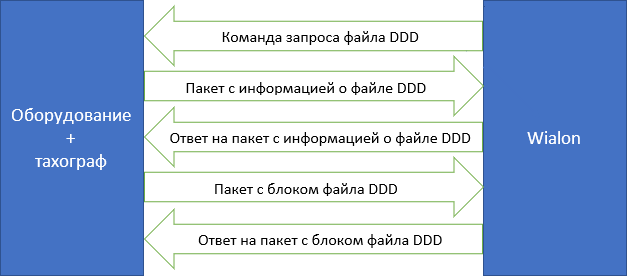 Команда запроса файла DDD
Пакет с информацией о файле DDD
Оборудование
+
тахограф
Ответ на пакет с информацией о файле DDD
Wialon
Пакет с блоком файла DDD
Ответ на пакет с блоком файла DDD